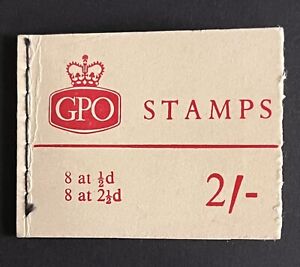 GPO STAMPS
8 at ½d
8 at 2½d
2/-